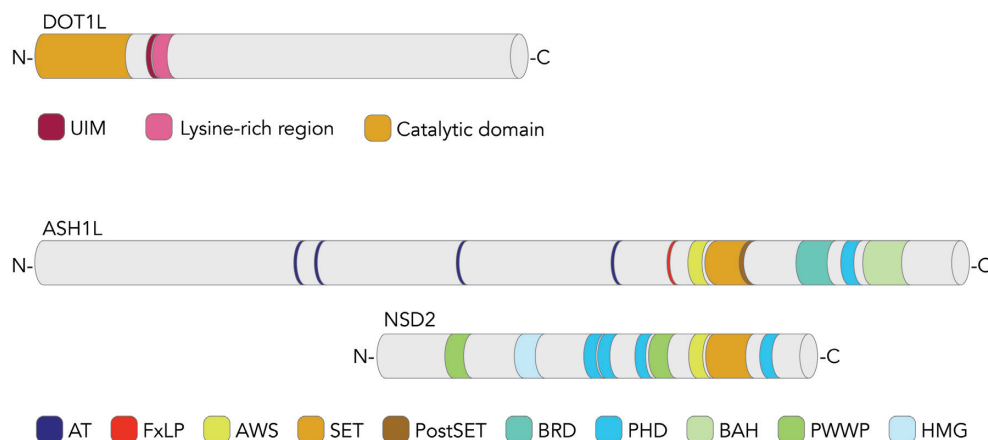 DOT1L
N- -C
UIM Lysine-rich region Catalytic domain
ASH1L
N- -C
NSD2
N- -C
AT FxLP AWS SET PostSET BRD PHD BAH PWWP HMG